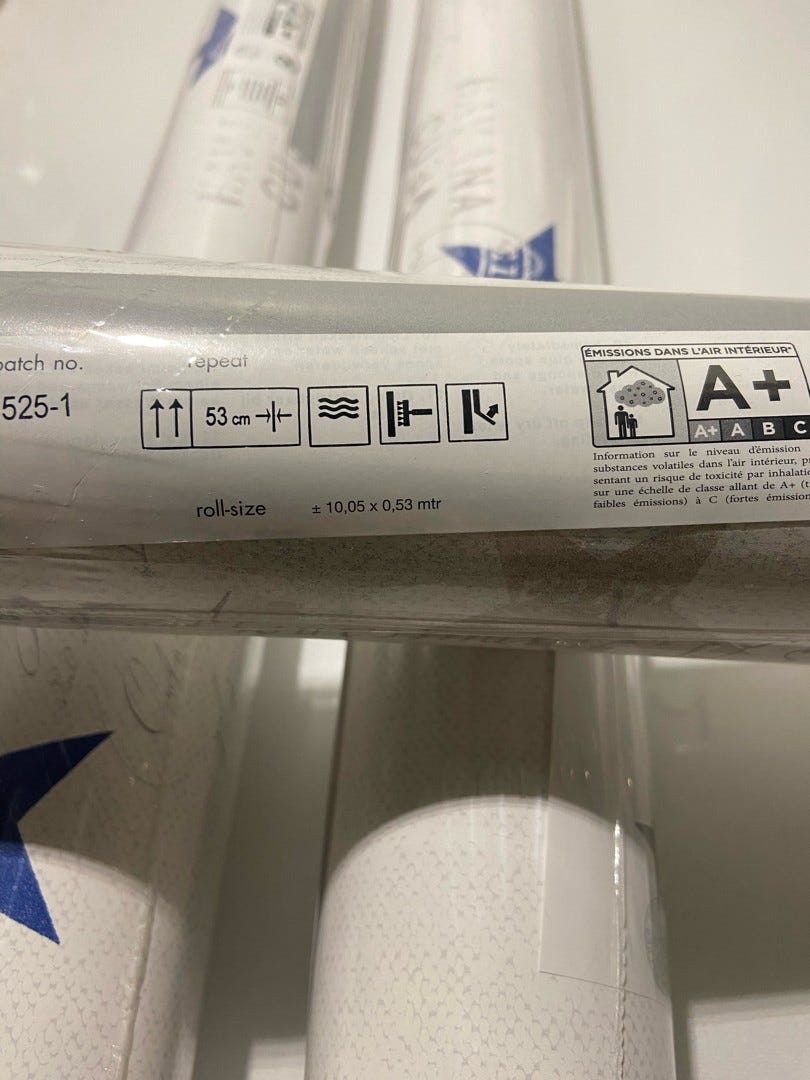 batch no.
repeat
525-1
53 cm
roll-size
± 10,05 x 0,53 mtr
ÉMISSIONS DANS L'AIR INTÉRIEUR*
A+
A+ A B C
Information sur le niveau d'émission
substances volatiles dans l'air intérieur,
sentant un risque de toxicité par
sur une échelle de classe allant de A+
faibles émissions) à C (fortes